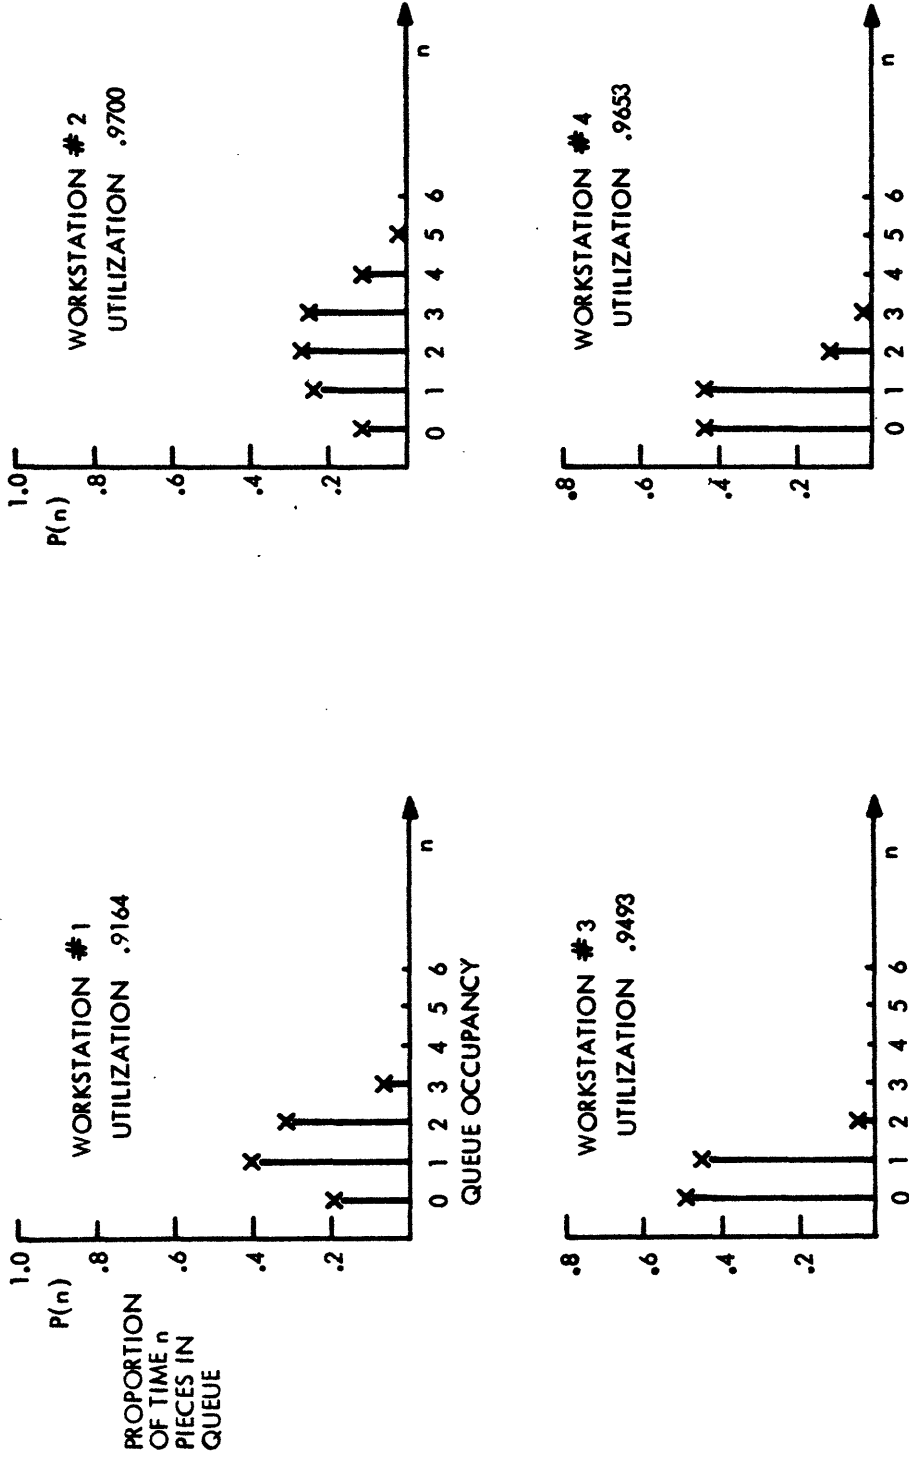 WORKSTATION #1
UTILIZATION .9164
1.0
P(n)
.8
.6
.4
.2
PROPORTION
OF TIME n
PIECES IN
QUEUE
0 1 2 3 4 5 6
n
QUEUE OCCUPANCY
WORKSTATION #2
UTILIZATION .9700
1.0
P(n)
.8
.6
.4
.2
0 1 2 3 4 5 6
n
WORKSTATION #3
UTILIZATION .9493
.8
.6
.4
.2
0 1 2 3 4 5 6
n
WORKSTATION #4
UTILIZATION .9653
.8
.6
.4
.2
0 1 2 3 4 5 6
n